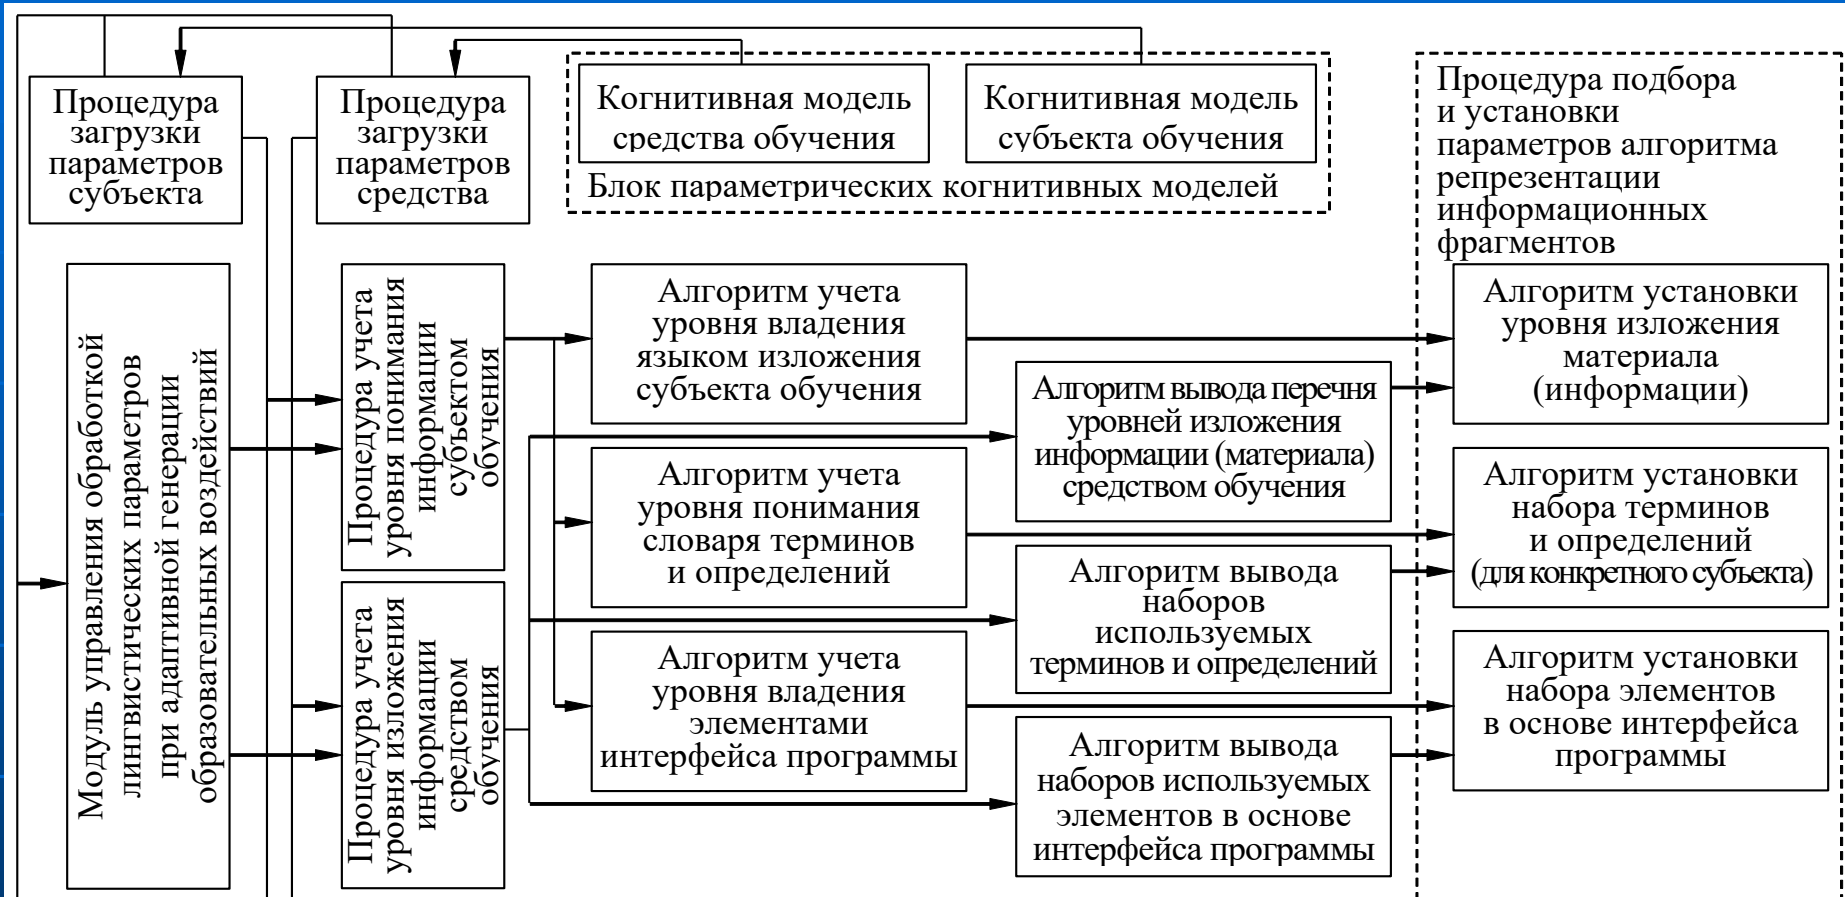 Процедура
загрузки
параметров
субъекта
Процедура
загрузки
параметров
средства
Когнитивная модель
средства обучения
Когнитивная модель
субъекта обучения
Блок параметрических когнитивных моделей
Процедура подбора
и установки
параметров алгоритма
репрезентации
информационных
фрагментов
Модуль управления обработкой
лингвистических параметров
при адаптивной генерации
образовательных воздействий
Процедура учета
уровня понимания
информации
субъектом
обучения
Процедура учета
уровня изложения
информации
средством
обучения
Алгоритм учета
уровня владения
языком изложения
субъекта обучения
Алгоритм учета
уровня понимания
словаря терминов
и определений
Алгоритм учета
уровня владения
элементами
интерфейса программы
Алгоритм вывода перечня
уровней изложения
информации (материала)
средством обучения
Алгоритм вывода
наборов
используемых
терминов и определений
Алгоритм вывода
наборов используемых
элементов в основе
интерфейса программы
Алгоритм установки
уровня изложения
материала
(информации)
Алгоритм установки
набора терминов
и определений
(для конкретного субъекта)
Алгоритм установки
набора элементов
в основе интерфейса
программы